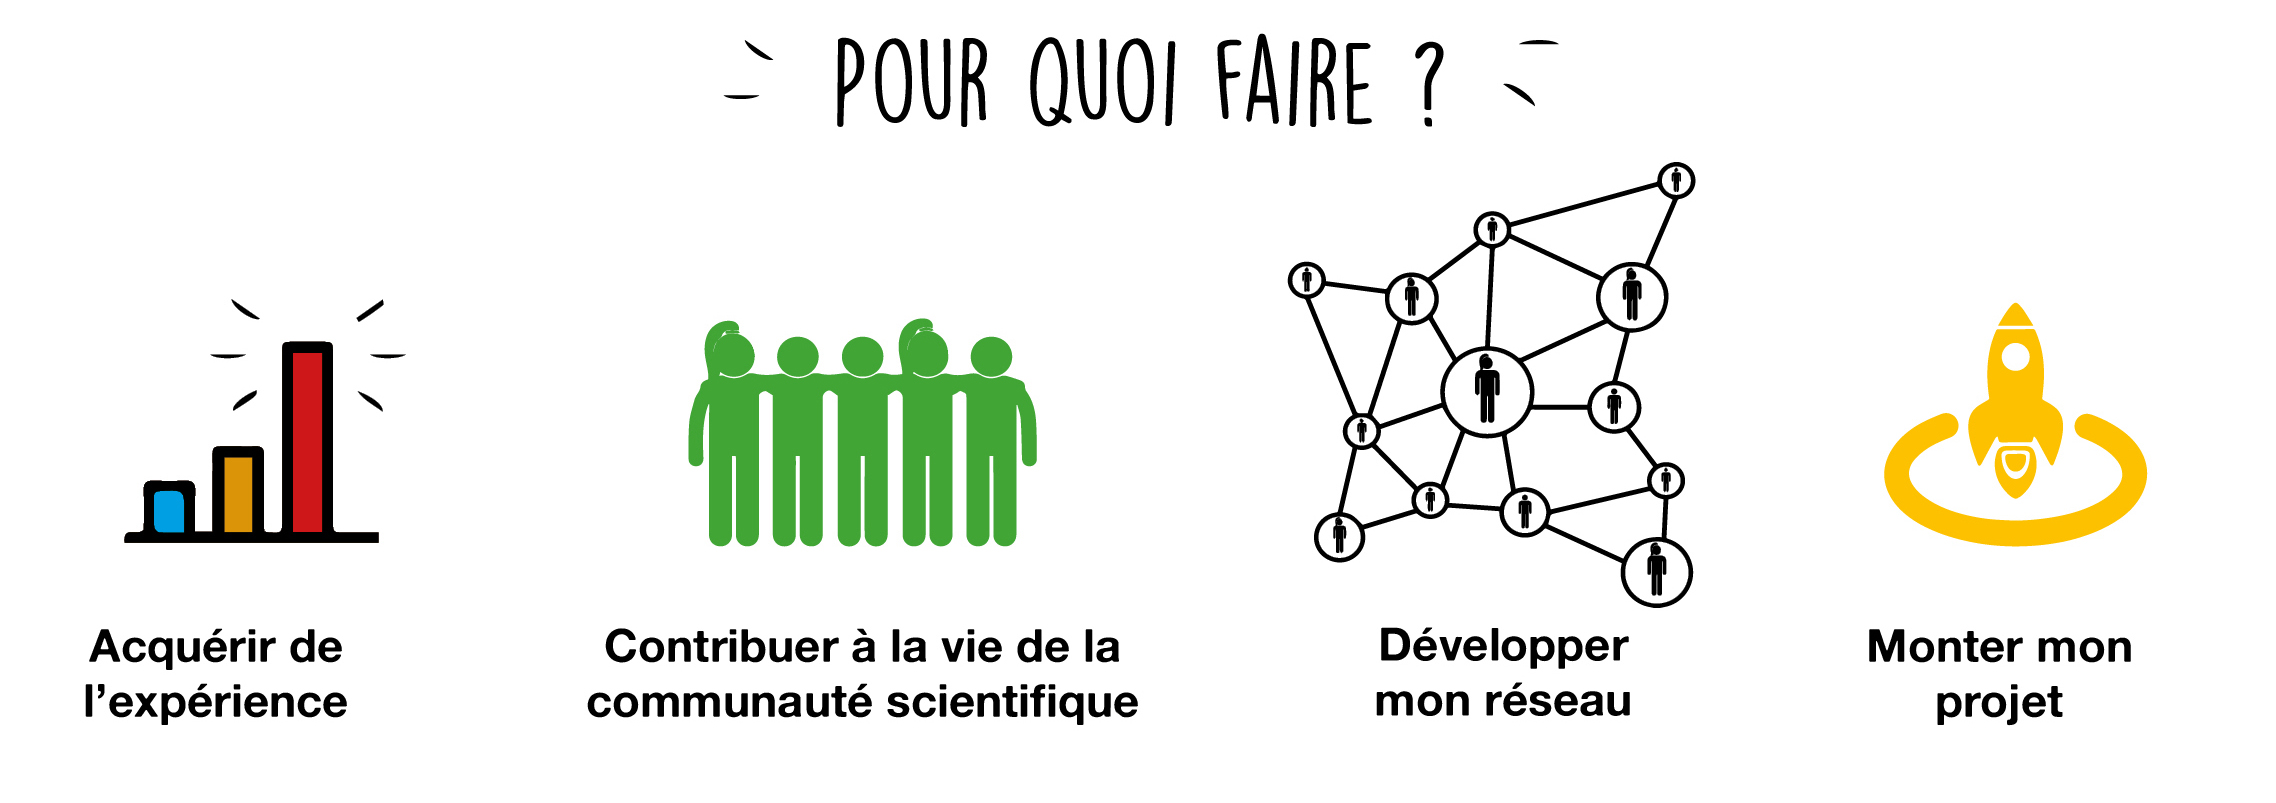 POUR QUOI FAIRE ?
Acquérir de
l’expérience
Contribuer à la vie de la
communauté scientifique
Développer
mon réseau
Monter mon
projet